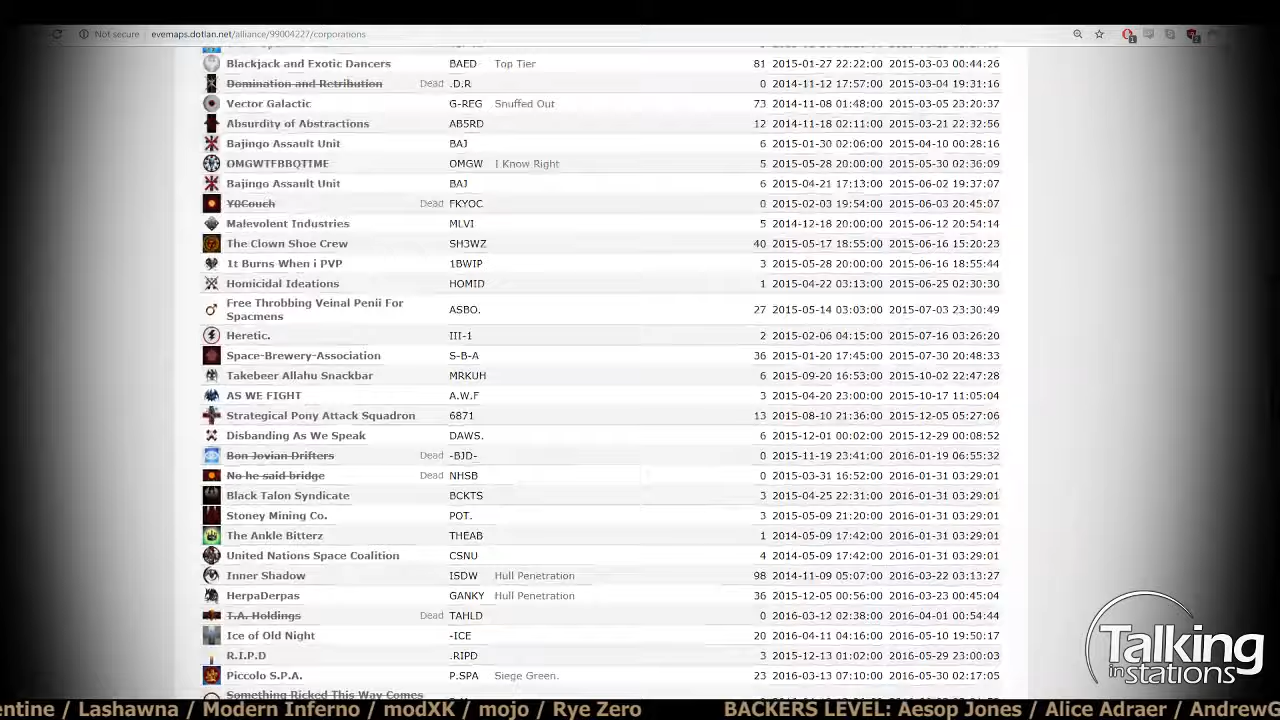 Not secure evemaps.dotlan.net/alliance/99004227/corporations
Blackjack and Exotic Dancers BAED Top Tier 81 2015-01-27 22:22:00 2015-03-03 00:44:26
Domination and Retribution Dead .D.R 0 2014-11-12 17:57:00 2015-03-04 19:31:16
Vector Galactic G-REG Snuffed Out 73 2014-11-08 01:48:00 2015-03-05 23:20:37
Absurdity of Abstractions AB5RD 12 2014-11-18 02:11:00 2015-03-21 22:32:56
Bajingo Assault Unit BAJ 6 2015-01-30 02:06:00 2015-04-10 00:28:16
OMGWTFBBQTIME OMGW I Know Right 5 2015-05-28 20:00:00 2015-05-30 02:36:09
Bajingo Assault Unit BAJ 6 2015-04-21 17:13:00 2015-06-02 19:37:07
Y0Couch Dead FKYOC 0 2015-02-03 19:54:00 2015-06-03 20:45:07
Malevolent Industries MLVI 5 2014-12-18 20:00:00 2015-06-12 20:54:14
The Clown Shoe Crew SH3WZ 40 2015-05-17 18:55:00 2015-06-16 15:20:23
It Burns When i PVP 1BWIP 3 2015-05-28 20:00:00 2015-06-16 18:55:44
Homicidal Ideations HOMID 1 2015-04-22 03:13:00 2015-06-25 02:30:30
Free Throbbing Veinal Penii For
Spacmens ASBO. 27 2015-05-14 03:03:00 2015-07-03 23:30:49
Heretic. III-1 2 2015-02-06 04:15:00 2015-07-16 03:26:20
Space-Brewery-Association S-B-A 36 2015-01-20 17:45:00 2015-07-30 20:48:33
Takebeer Allahu Snackbar MRKUH 6 2015-09-20 16:53:00 2015-10-02 22:47:28
AS WE FIGHT A.W.F 3 2015-04-20 23:00:00 2015-10-17 11:05:04
Strategical Pony Attack Squadron 6871 13 2015-08-10 21:36:00 2015-12-05 05:27:06
Disbanding As We Speak DAWS. 6 2015-12-01 00:02:00 2015-12-29 00:08:52
Bon Jovian Drifters Dead -BJD- 0 2015-11-19 23:41:00 2016-01-19 06:55:32
No he said bridge Dead NHSB 0 2015-03-31 16:52:00 2016-01-31 03:29:01
Black Talon Syndicate BCKTS 3 2015-04-25 22:31:00 2016-01-31 03:29:01
Stoney Mining Co. POT. 3 2015-05-09 21:20:00 2016-01-31 03:29:01
The Ankle Bitterz THEAB 1 2014-05-09 17:42:00 2016-01-31 03:29:01
United Nations Space Coalition CSNU 4 2014-05-09 17:42:00 2016-01-31 03:29:01
Inner Shadow ISDW Hull Penetration 98 2014-11-09 05:07:00 2016-03-22 03:13:27
HerpaDerpas GANKY Hull Penetration 36 2015-12-05 00:56:00 2016-03-23 00:45:04
T.A. Holdings Dead TAHLD 0 2016-03-12 02:38:00 2016-04-01 00:54:44
Ice of Old Night -ICE 20 2016-04-11 04:16:00 2016-05-10 19:50:17
R.I.P.D .RIPD 3 2015-12-13 01:02:00 2016-05-29 23:00:03
Piccolo S.P.A. P.SPA Siege Green. 23 2016-03-13 07:10:00 2016-05-30 02:17:05
Something Ricked This Way Comes
Talking
in stations
entine / Lashawna / Modern Inferno / modXK / mojo / Rye Zero BACKERS LEVEL: Aesop Jones / Alice Adraer / AndrewG